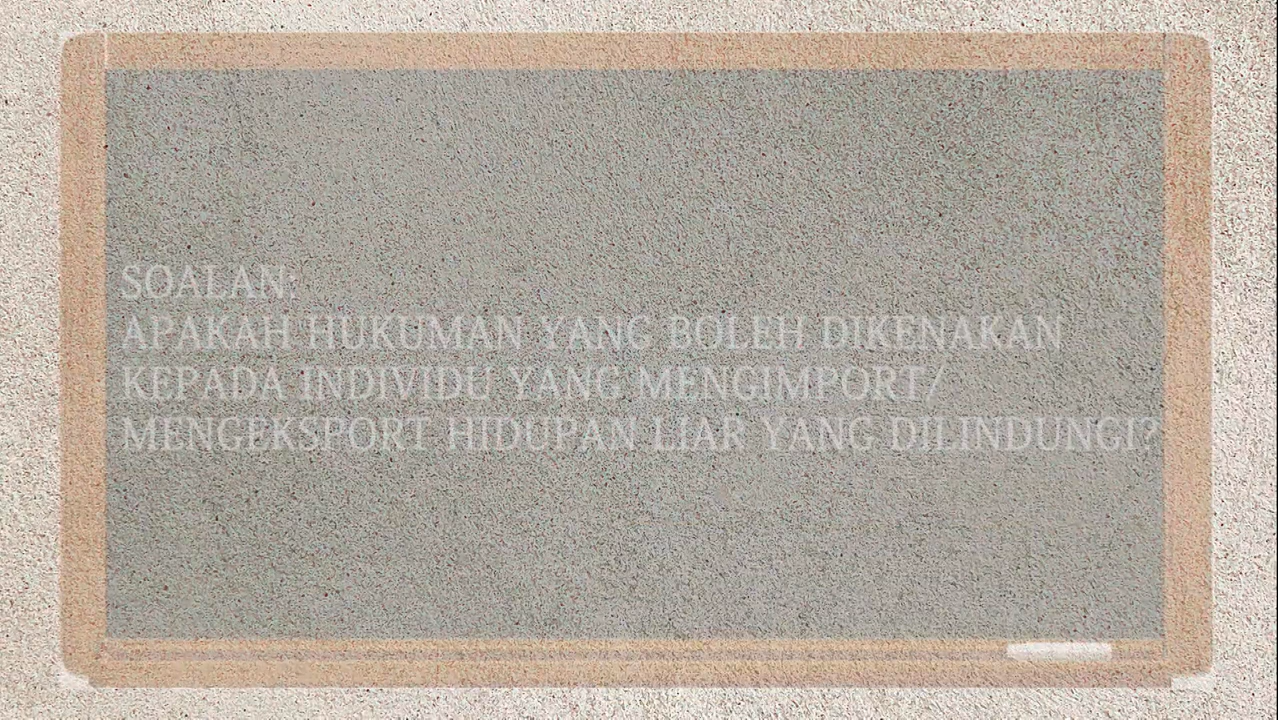 SOALAN:
APAKAH HUKUMAN YANG BOLEH DIKENAKAN
KEPADA INDIVIDU YANG MENGIMPORT/
MENGEKSPORT HIDUPAN LIAR YANG DILINDUNGI?